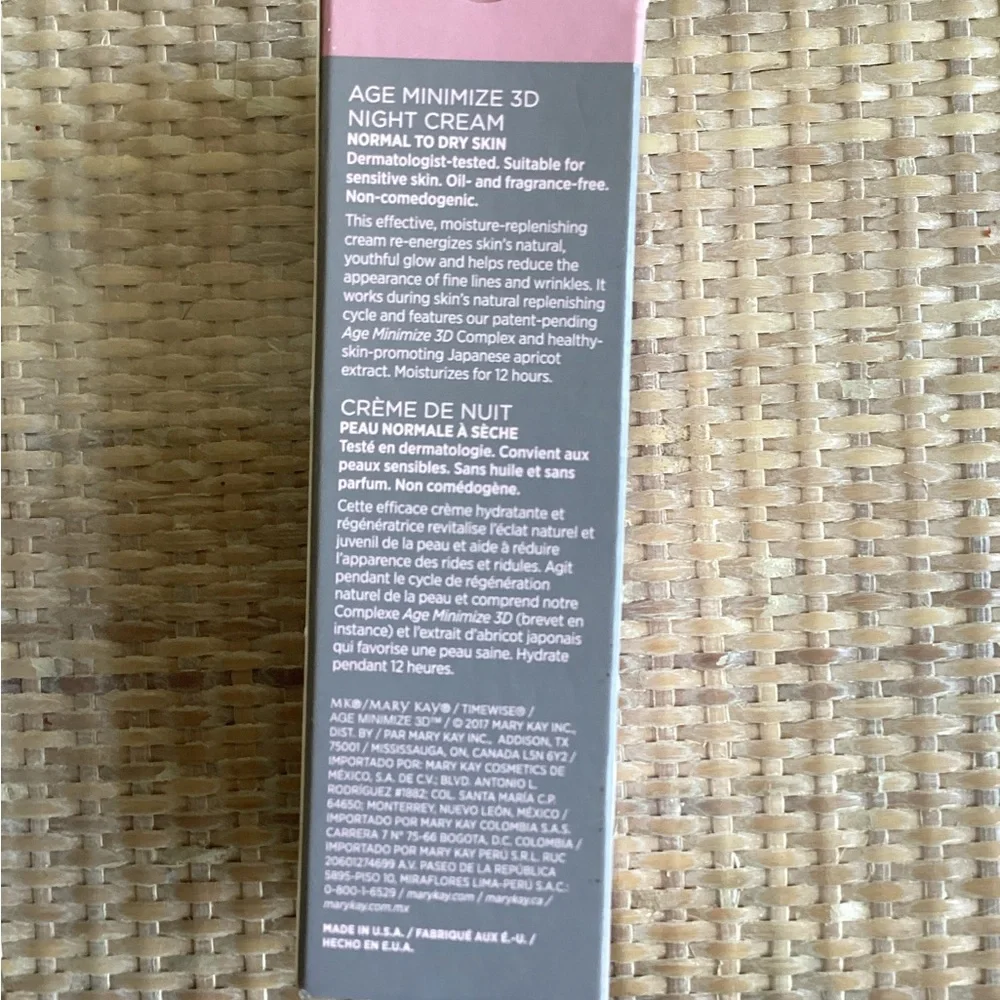 AGE MINIMIZE 3D
NIGHT CREAM
NORMAL TO DRY SKIN
Dermatologist-tested. Suitable for
sensitive skin. Oil- and fragrance-free.
Non-comedogenic.
This effective, moisture-replenishing
cream re-energizes skin's natural,
youthful glow and helps reduce the
appearance of fine lines and wrinkles. It
works during skin's natural replenishing
cycle and features our patent-pending
Age Minimize 3D Complex and healthy-
skin-promoting Japanese apricot
extract. Moisturizes for 12 hours.
CRÈME DE NUIT
PEAU NORMALE À SÈCHE
Testé en dermatologie. Convient aux
peaux sensibles. Sans huile et sans
parfum. Non comédogène.
Cette efficace crème hydratante et
régénératrice revitalise l'éclat naturel et
juvenil de la peau et aide à réduire
l'apparence des rides et ridules. Agit
pendant le cycle de régénération
naturel de la peau et comprend notre
Complexe Age Minimize 3D (brevet en
instance) et l'extrait d'abricot japonais
qui favorise une peau saine. Hydrate
pendant 12 heures.
MK®/MARY KAY® / TIMEWISE® /
AGE MINIMIZE 3D™ / © 2017 MARY KAY INC.,
DIST. BY / PAR MARY KAY INC., ADDISON, TX
75001 / MISSISSAUGA, ON, CANADA L5N 6Y2 /
IMPORTADO POR: MARY KAY COSMETICS DE
MÉXICO, S.A. DE C.V.: BLVD. ANTONIO L.
RODRÍGUEZ #1882; COL. SANTA MARÍA C.P.
64650; MONTERREY, NUEVO LEÓN, MÉXICO /
IMPORTADO POR MARY KAY COLOMBIA S.A.S.
CARRERA 7 N° 75-66 BOGOTA, D.C. COLOMBIA /
IMPORTADO POR MARY KAY PERÚ S.R.L. RUC
20601274699 A.V. PASEO DE LA REPÚBLICA
5895-PISO 10, MIRAFLORES LIMA-PERÚ S.A.C.:
0-800-1-6529 / marykay.com / marykay.ca /
marykay.com.mx
MADE IN U.S.A. / FABRIQUÉ AUX É.-U. /
HECHO EN E.U.A.